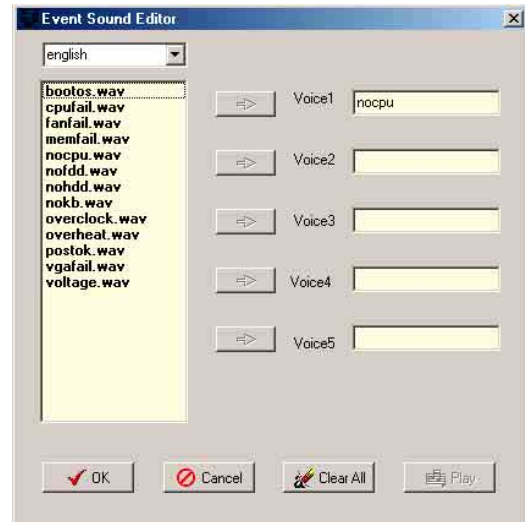 Event Sound Editor
english
bootos.wav
cpufail.wav
fanfail.wav
memfail.wav
nocpu.wav
nofdd.wav
nohdd.wav
nokb.wav
overclock.wav
overheat.wav
postok.wav
vgafail.wav
voltage.wav
Voice1 nocpu
Voice2
Voice3
Voice4
Voice5
OK Cancel Clear All Play